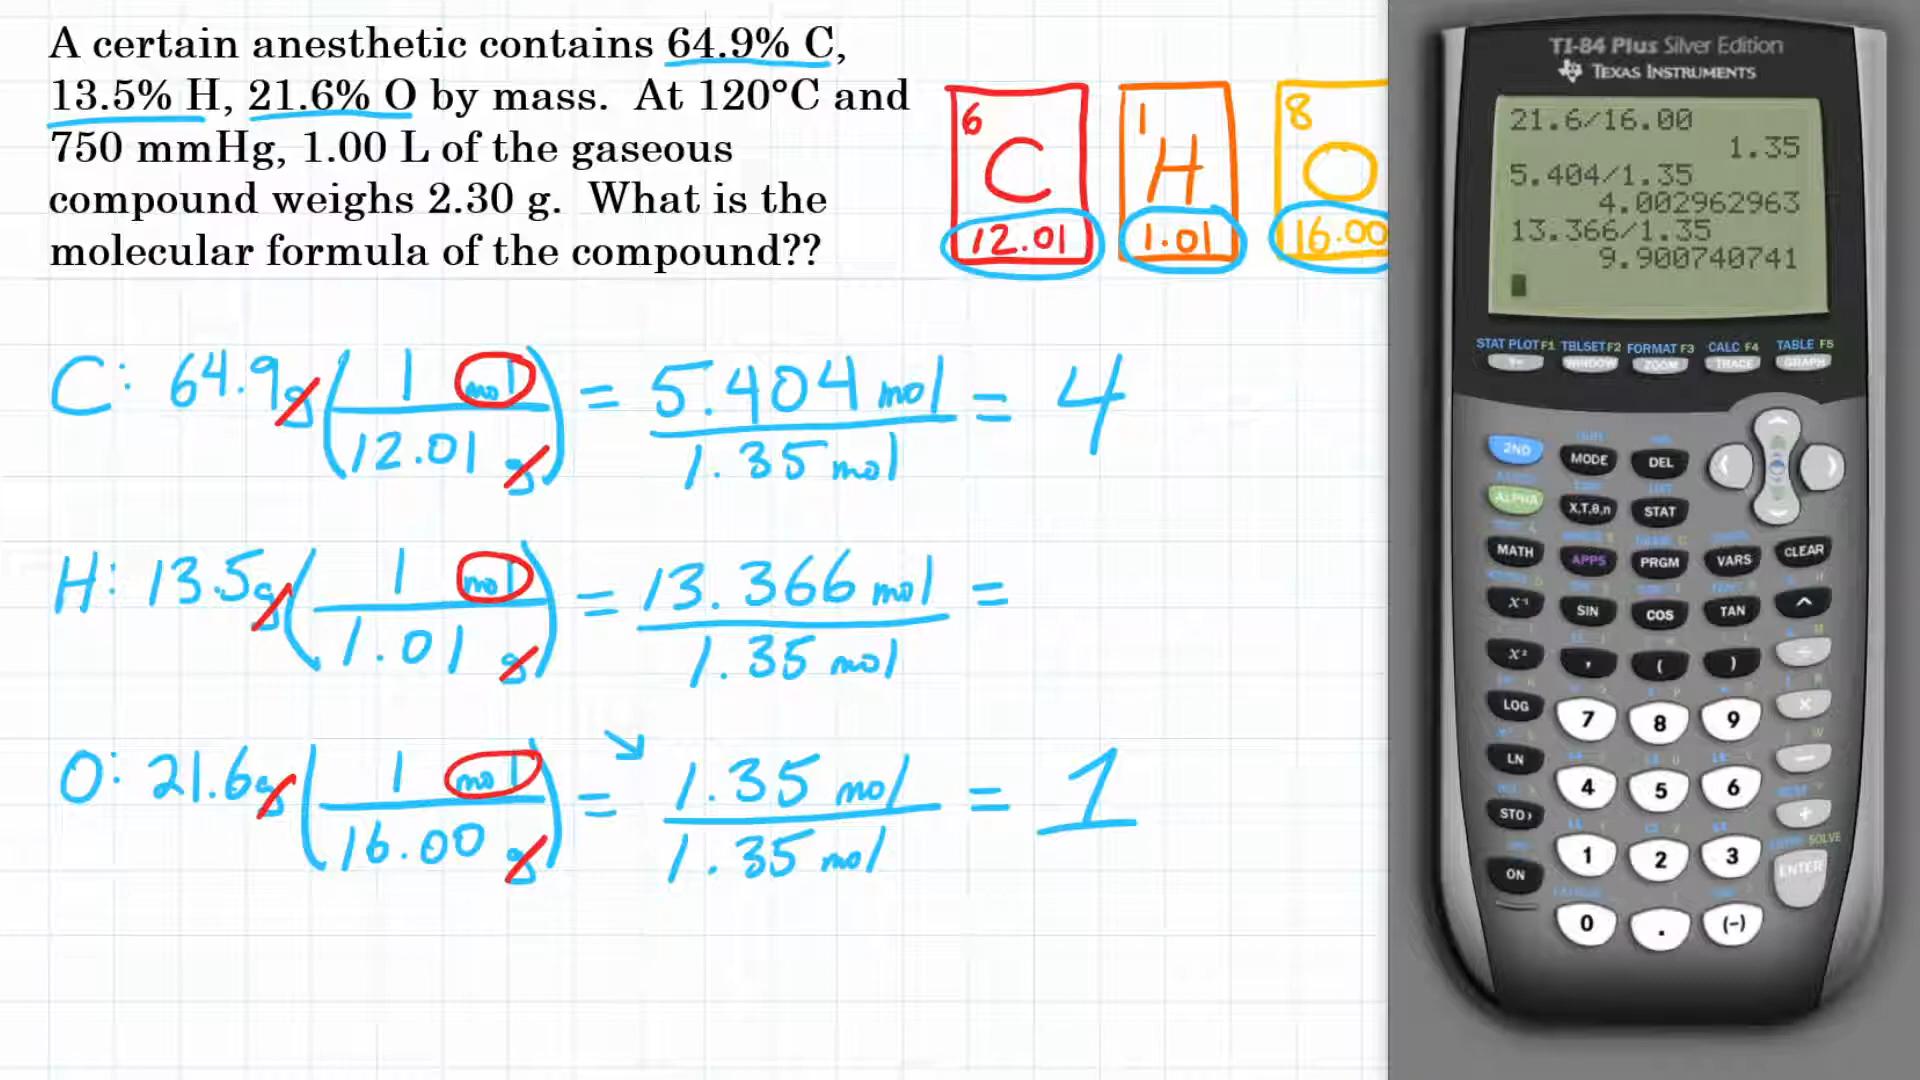 A certain anesthetic contains 64.9% C,
13.5% H, 21.6% O by mass. At 120°C and
750 mmHg, 1.00 L of the gaseous
compound weighs 2.30 g. What is the
molecular formula of the compound??
6
C
12.01
1
H
1.01
8
O
16.00
C: 64.9g (1 mol / 12.01 g) = 5.404 mol / 1.35 mol = 4
H: 13.5g (1 mol / 1.01 g) = 13.366 mol / 1.35 mol =
O: 21.6g (1 mol / 16.00 g) = 1.35 mol / 1.35 mol = 1
TI-84 Plus Silver Edition
TEXAS INSTRUMENTS
21.6/16.00
1.35
5.404/1.35
4.002962963
13.366/1.35
9.900740741
STAT PLOT F1 TBLSET F2 FORMAT F3 CALC F4 TABLE F5
Y= WINDOW ZOOM TRACE GRAPH
2ND MODE DEL
ALPHA X,T,θ,n STAT
MATH APPS PRGM VARS CLEAR
x⁻¹ SIN COS TAN ^
x² , ( ) ÷
LOG 7 8 9 ×
LN 4 5 6 −
STO› 1 2 3 +
ON 0 . (−) ENTER